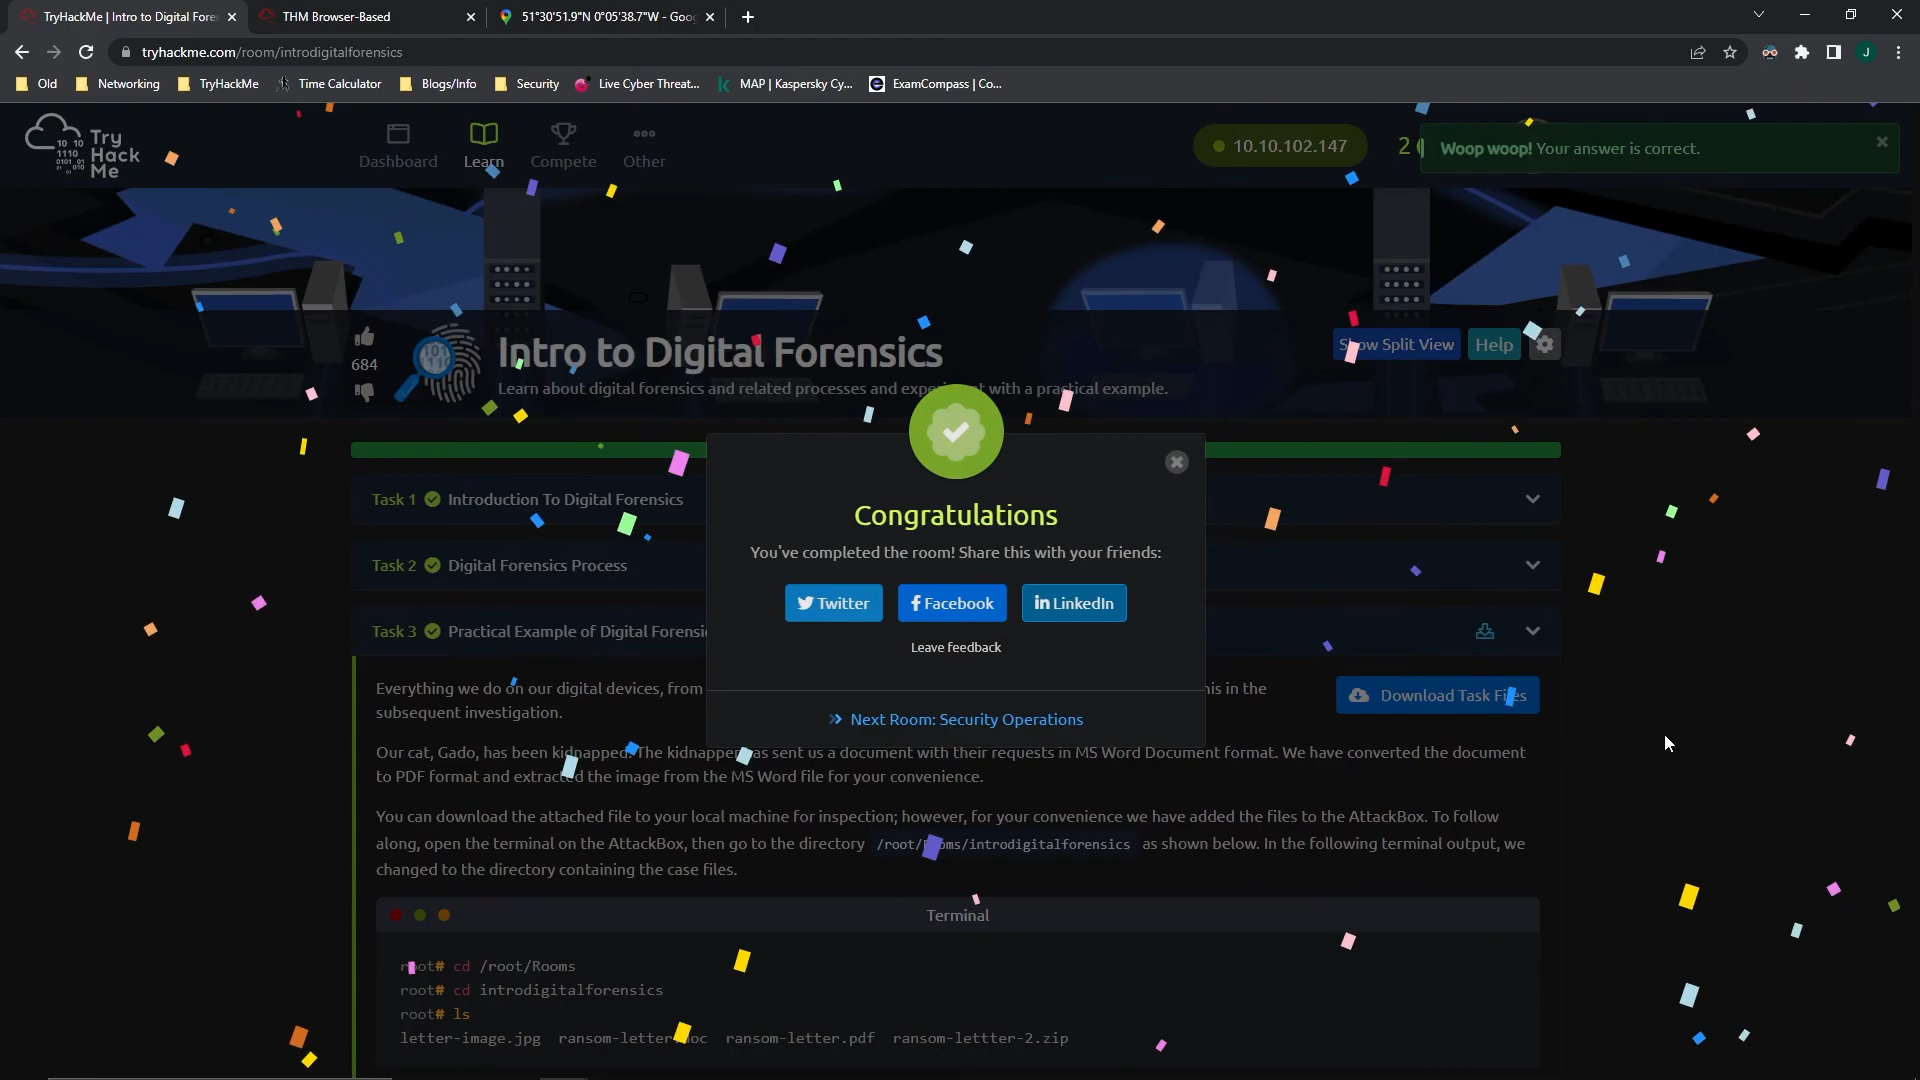 TryHackMe | Intro to Digital Foren
THM Browser-Based
51°30'51.9"N 0°05'38.7"W - Goog
tryhackme.com/room/introdigitalforensics
J
Old
Networking
TryHackMe
Time Calculator
Blogs/Info
Security
Live Cyber Threat...
MAP | Kaspersky Cy...
ExamCompass | Co...
Try
Hack
Me
10 10
1110
0101 01
01 010
Dashboard
Learn
Compete
Other
10.10.102.147
2
Woop woop! Your answer is correct.
684
Intro to Digital Forensics
Learn about digital forensics and related processes and experiment with a practical example.
Show Split View
Help
Congratulations
You've completed the room! Share this with your friends:
Twitter
Facebook
LinkedIn
Leave feedback
Next Room: Security Operations
Task 1 Introduction To Digital Forensics
Task 2 Digital Forensics Process
Task 3 Practical Example of Digital Forensi
Everything we do on our digital devices, from
his in the
subsequent investigation.
Download Task Files
Our cat, Gado, has been kidnapped. The kidnapper has sent us a document with their requests in MS Word Document format. We have converted the document
to PDF format and extracted the image from the MS Word file for your convenience.
You can download the attached file to your local machine for inspection; however, for your convenience we have added the files to the AttackBox. To follow
along, open the terminal on the AttackBox, then go to the directory /root/Rooms/introdigitalforensics as shown below. In the following terminal output, we
changed to the directory containing the case files.
Terminal
root# cd /root/Rooms
root# cd introdigitalforensics
root# ls
letter-image.jpg ransom-letter.doc ransom-letter.pdf ransom-lettter-2.zip